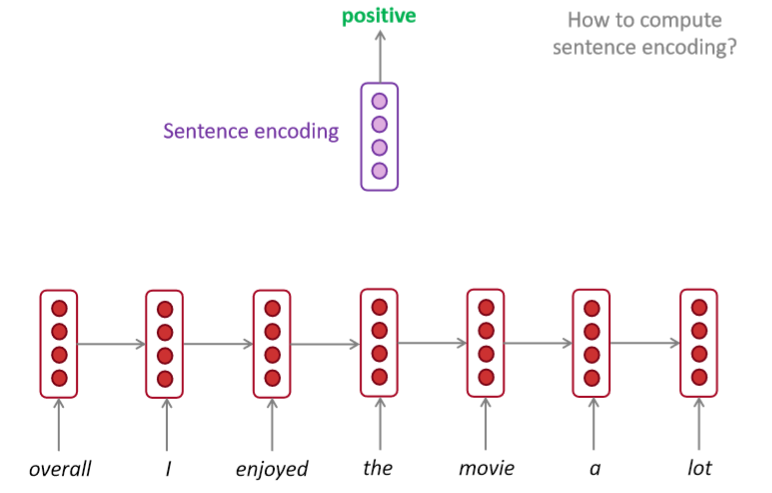 positive
How to compute
sentence encoding?
Sentence encoding
overall I enjoyed the movie a lot